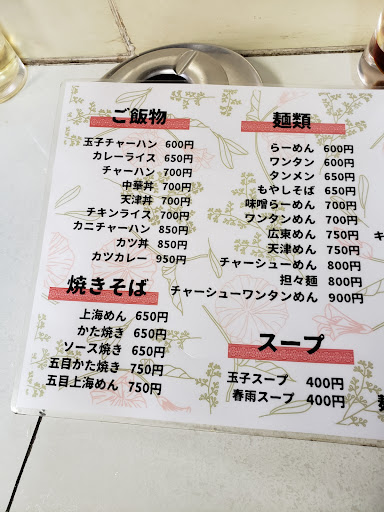 ご飯物
玉子チャーハン 600円
カレーライス 650円
チャーハン 700円
中華丼 700円
天津丼 700円
チキンライス 700円
カニチャーハン 850円
カツ丼 850円
カツカレー 950円
焼きそば
上海めん 650円
かた焼き 650円
ソース焼き 650円
五目かた焼き 750円
五目上海めん 750円
麺類
らーめん 600円
ワンタン 600円
タンメン 650円
もやしそば 650円
味噌らーめん 700円
ワンタンめん 700円
広東めん 750円
天津めん 750円
チャーシューめん 800円
担々麺 800円
チャーシューワンタンめん 900円
スープ
玉子スープ 400円
春雨スープ 400円